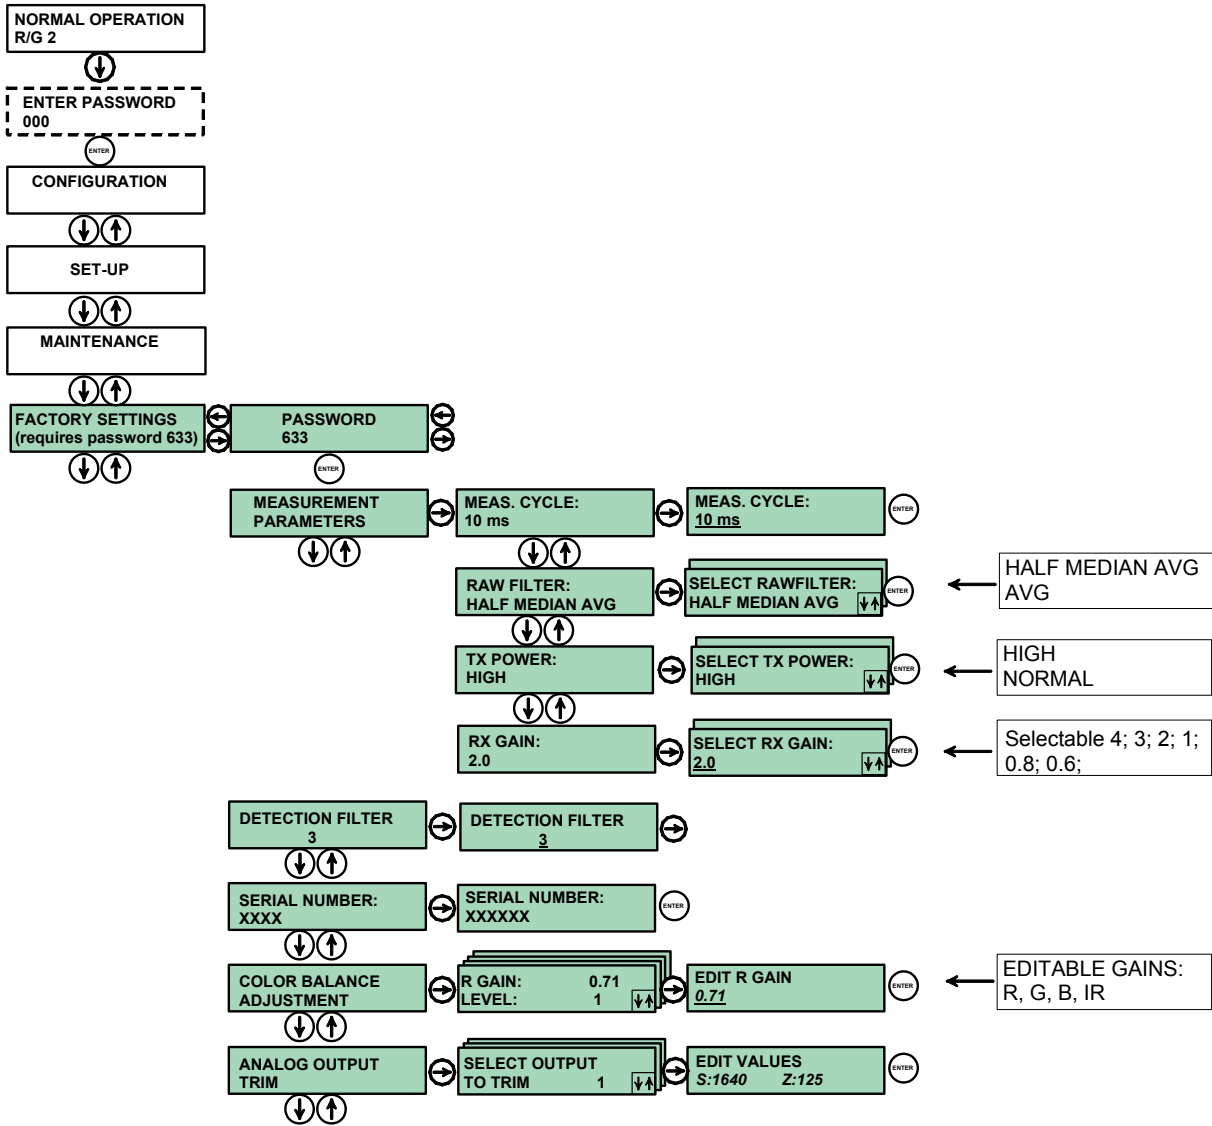 NORMAL OPERATION
R/G 2
ENTER PASSWORD
000
ENTER
CONFIGURATION
SET-UP
MAINTENANCE
FACTORY SETTINGS
(requires password 633)
PASSWORD
633
ENTER
MEASUREMENT
PARAMETERS
MEAS. CYCLE:
10 ms
MEAS. CYCLE:
10 ms
ENTER
RAW FILTER:
HALF MEDIAN AVG
SELECT RAWFILTER:
HALF MEDIAN AVG
ENTER
HALF MEDIAN AVG
AVG
TX POWER:
HIGH
SELECT TX POWER:
HIGH
ENTER
HIGH
NORMAL
RX GAIN:
2.0
SELECT RX GAIN:
2.0
ENTER
Selectable 4; 3; 2; 1;
0.8; 0.6;
DETECTION FILTER
3
DETECTION FILTER
3
SERIAL NUMBER:
XXXX
SERIAL NUMBER:
XXXXXX
ENTER
COLOR BALANCE
ADJUSTMENT
R GAIN: 0.71
LEVEL: 1
EDIT R GAIN
0.71
ENTER
EDITABLE GAINS:
R, G, B, IR
ANALOG OUTPUT
TRIM
SELECT OUTPUT
TO TRIM 1
EDIT VALUES
S:1640 Z:125
ENTER